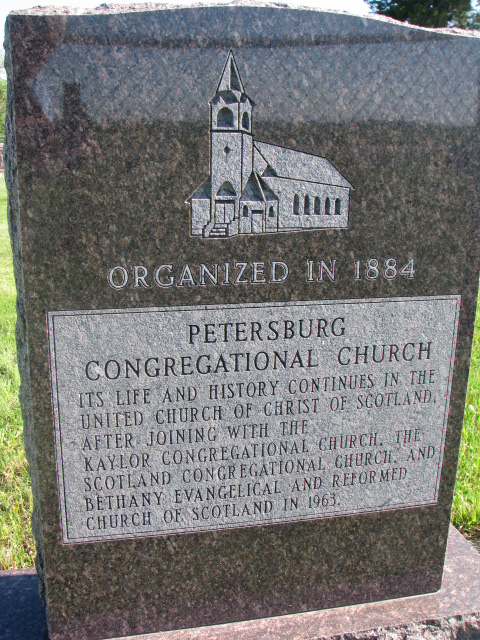 ORGANIZED IN 1884
PETERSBURG
CONGREGATIONAL CHURCH
ITS LIFE AND HISTORY CONTINUES IN THE
UNITED CHURCH OF CHRIST OF SCOTLAND,
AFTER JOINING WITH THE
KAYLOR CONGREGATIONAL CHURCH, THE
SCOTLAND CONGREGATIONAL CHURCH, AND
BETHANY EVANGELICAL AND REFORMED
CHURCH OF SCOTLAND IN 1963.